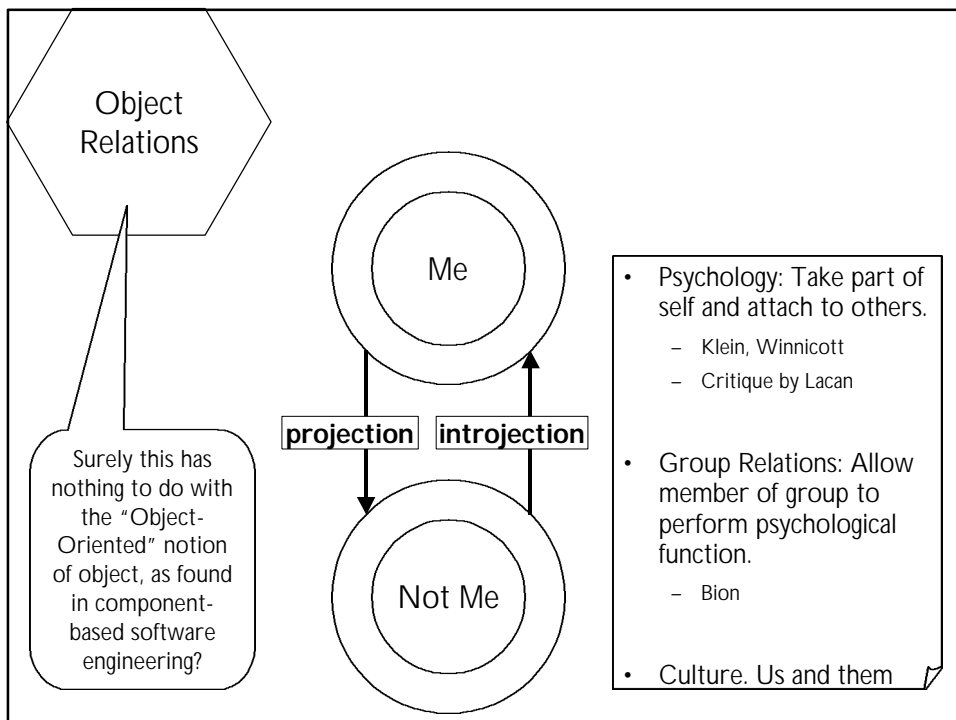 Object
Relations
Me
projection
introjection
Not Me
Surely this has
nothing to do with
the “Object-
Oriented” notion
of object, as found
in component-
based software
engineering?
• Psychology: Take part of
self and attach to others.
– Klein, Winnicott
– Critique by Lacan
• Group Relations: Allow
member of group to
perform psychological
function.
– Bion
• Culture. Us and them